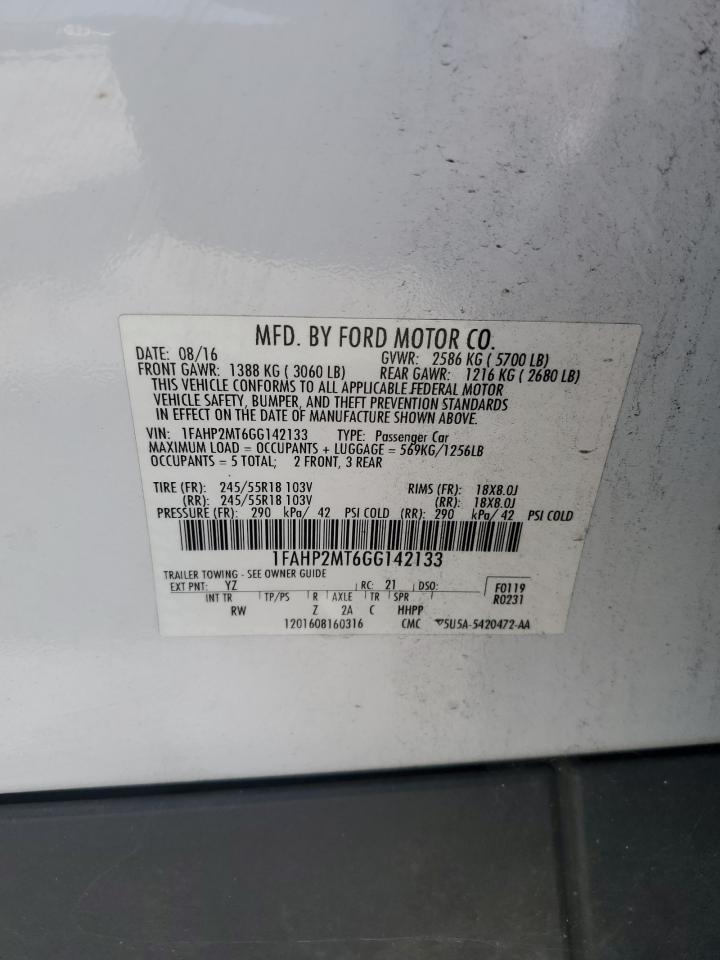 MFD. BY FORD MOTOR CO.
DATE: 08/16 GVWR: 2586 KG ( 5700 LB)
FRONT GAWR: 1388 KG ( 3060 LB) REAR GAWR: 1216 KG ( 2680 LB)
THIS VEHICLE CONFORMS TO ALL APPLICABLE FEDERAL MOTOR
VEHICLE SAFETY, BUMPER, AND THEFT PREVENTION STANDARDS
IN EFFECT ON THE DATE OF MANUFACTURE SHOWN ABOVE.
VIN: 1FAHP2MT6GG142133 TYPE: Passenger Car
MAXIMUM LOAD = OCCUPANTS + LUGGAGE = 569KG/1256LB
OCCUPANTS = 5 TOTAL; 2 FRONT, 3 REAR
TIRE (FR): 245/55R18 103V RIMS (FR): 18X8.0J
(RR): 245/55R18 103V (RR): 18X8.0J
PRESSURE (FR): 290 kPa/ 42 PSI COLD (RR): 290 kPa/ 42 PSI COLD
1FAHP2MT6GG142133
TRAILER TOWING - SEE OWNER GUIDE
EXT PNT: YZ RC: 21 DSO: F0119
INT TR TP/PS R AXLE TR SPR R0231
RW Z 2A C HHPP
1201608160316 CMC ▽5U5A-5420472-AA